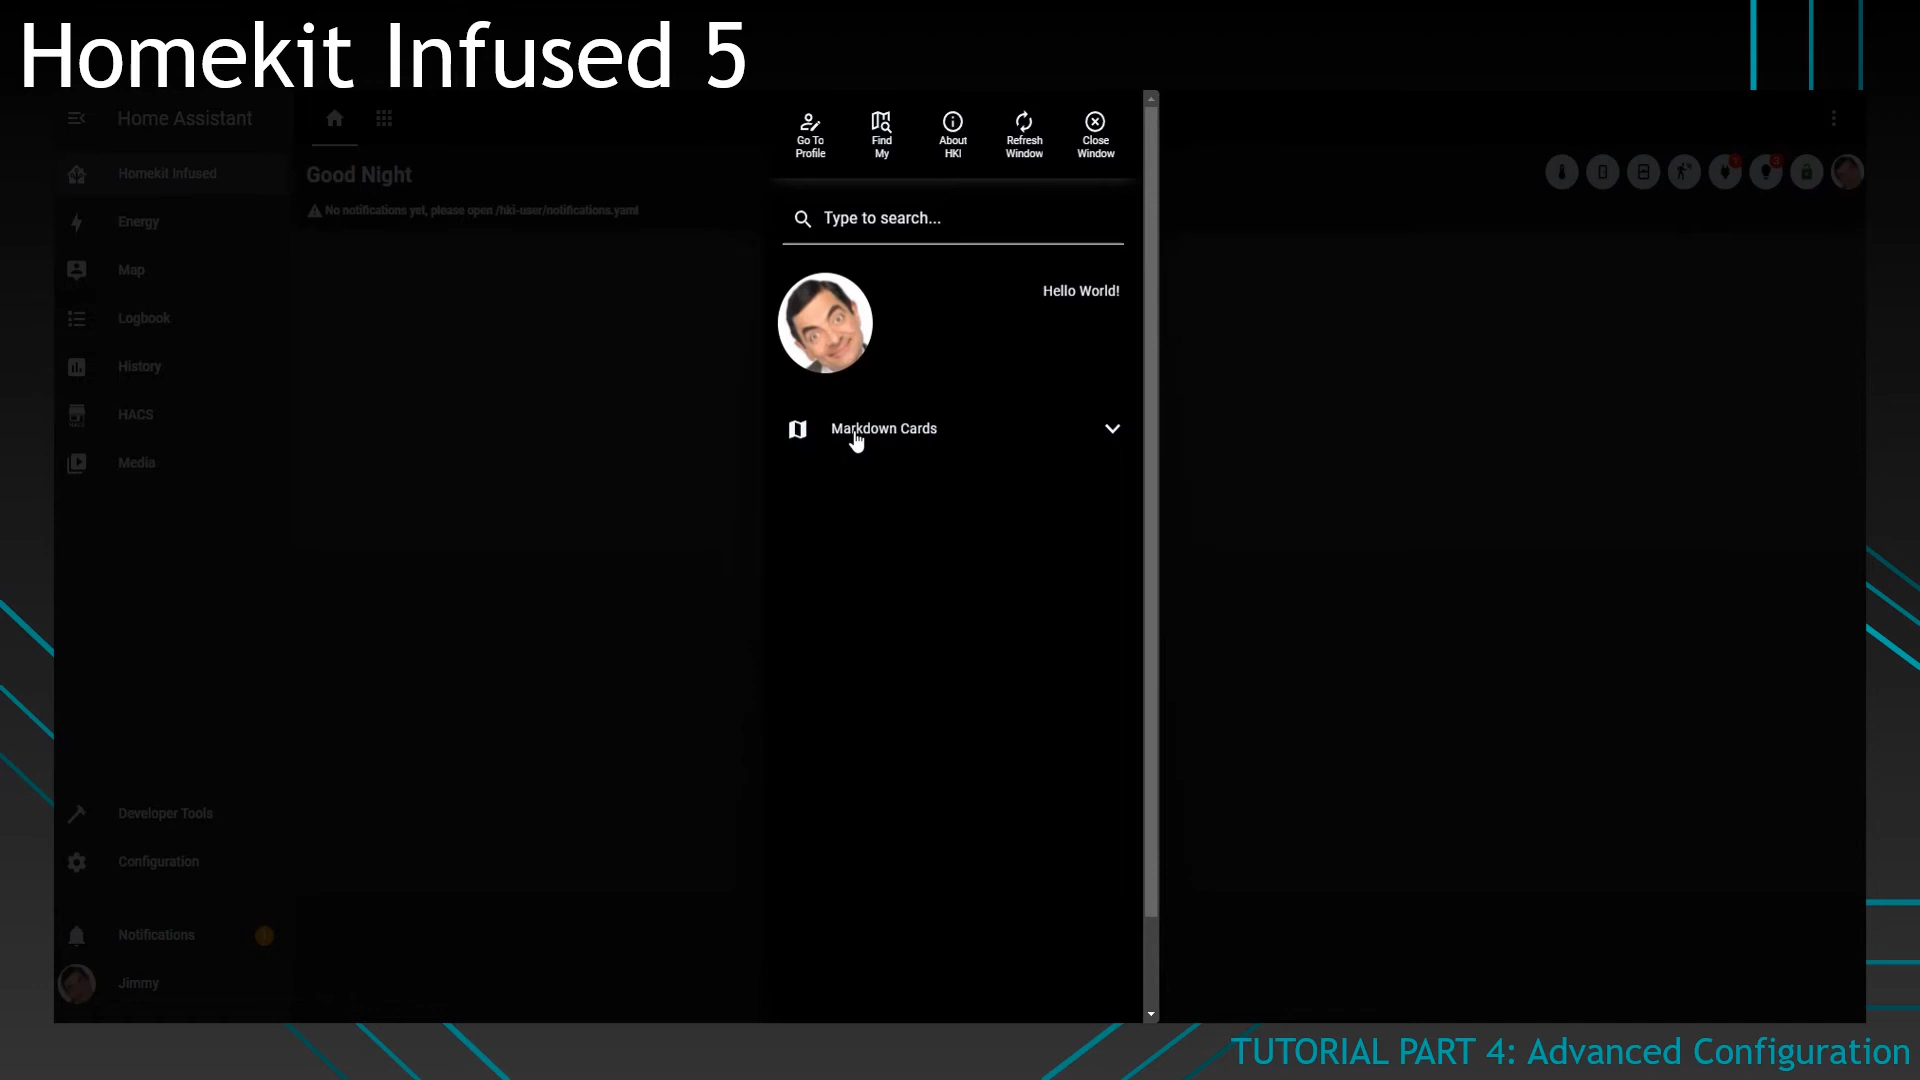 Homekit Infused 5
Home Assistant
Homekit Infused
Energy
Map
Logbook
History
HACS
Media
Developer Tools
Configuration
Notifications
Jimmy
Good Night
No notifications yet, please open /hki-user/notifications.yaml
Go To
Profile
Find
My
About
HKI
Refresh
Window
Close
Window
Type to search...
Hello World!
Markdown Cards
TUTORIAL PART 4: Advanced Configuration